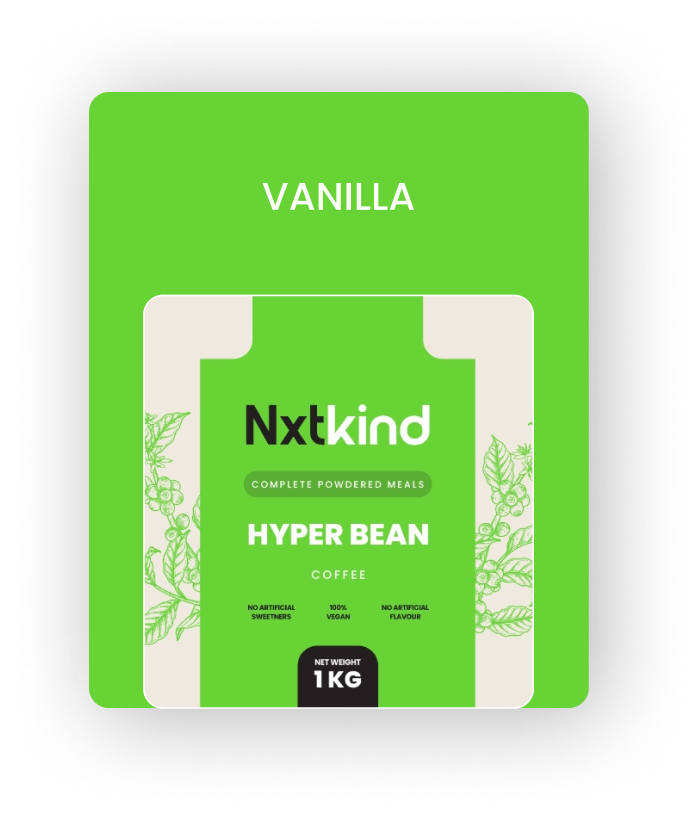 VANILLA
Nxtkind
COMPLETE POWDERED MEALS
HYPER BEAN
COFFEE
NO ARTIFICIAL
SWEETNERS
100%
VEGAN
NO ARTIFICIAL
FLAVOUR
NET WEIGHT
1 KG